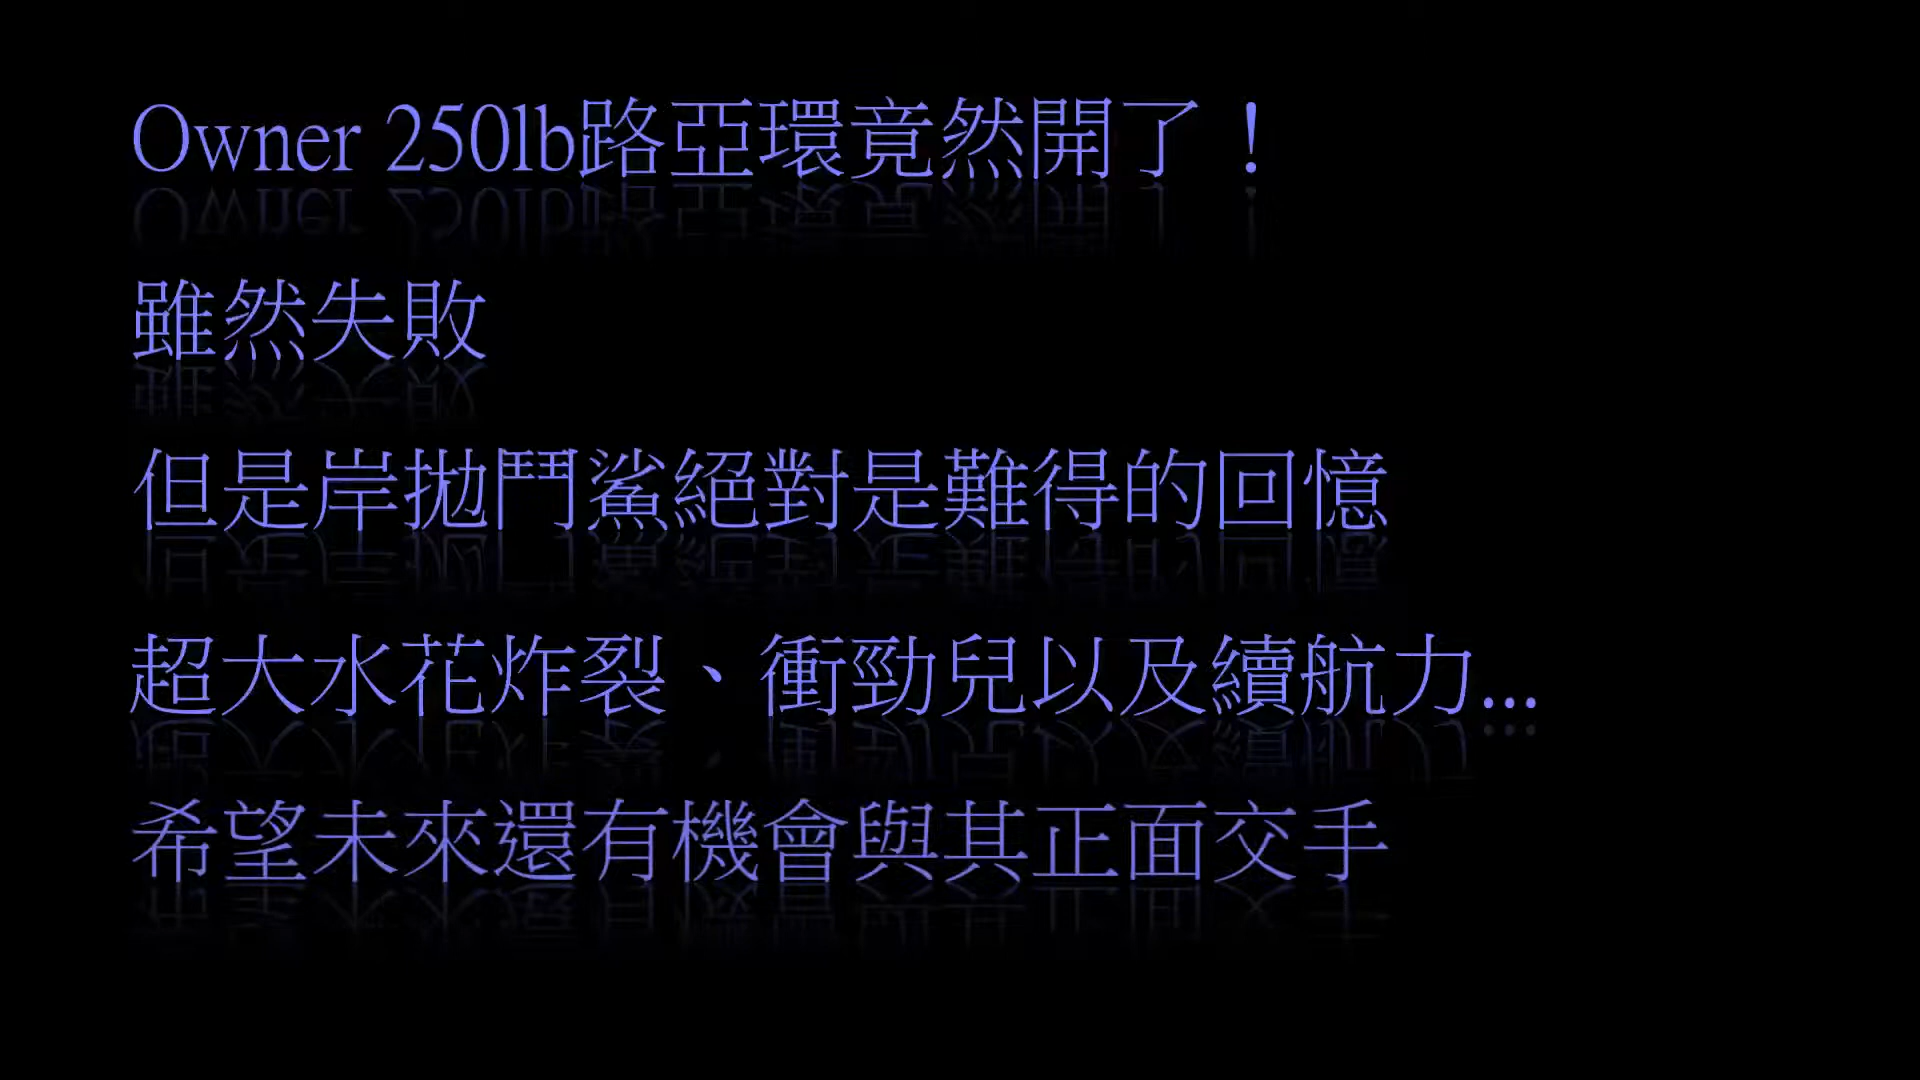 Owner 250lb路亞環竟然開了！
雖然失敗
但是岸拋鬥鯊絕對是難得的回憶
超大水花炸裂、衝勁兒以及續航力...
希望未來還有機會與其正面交手